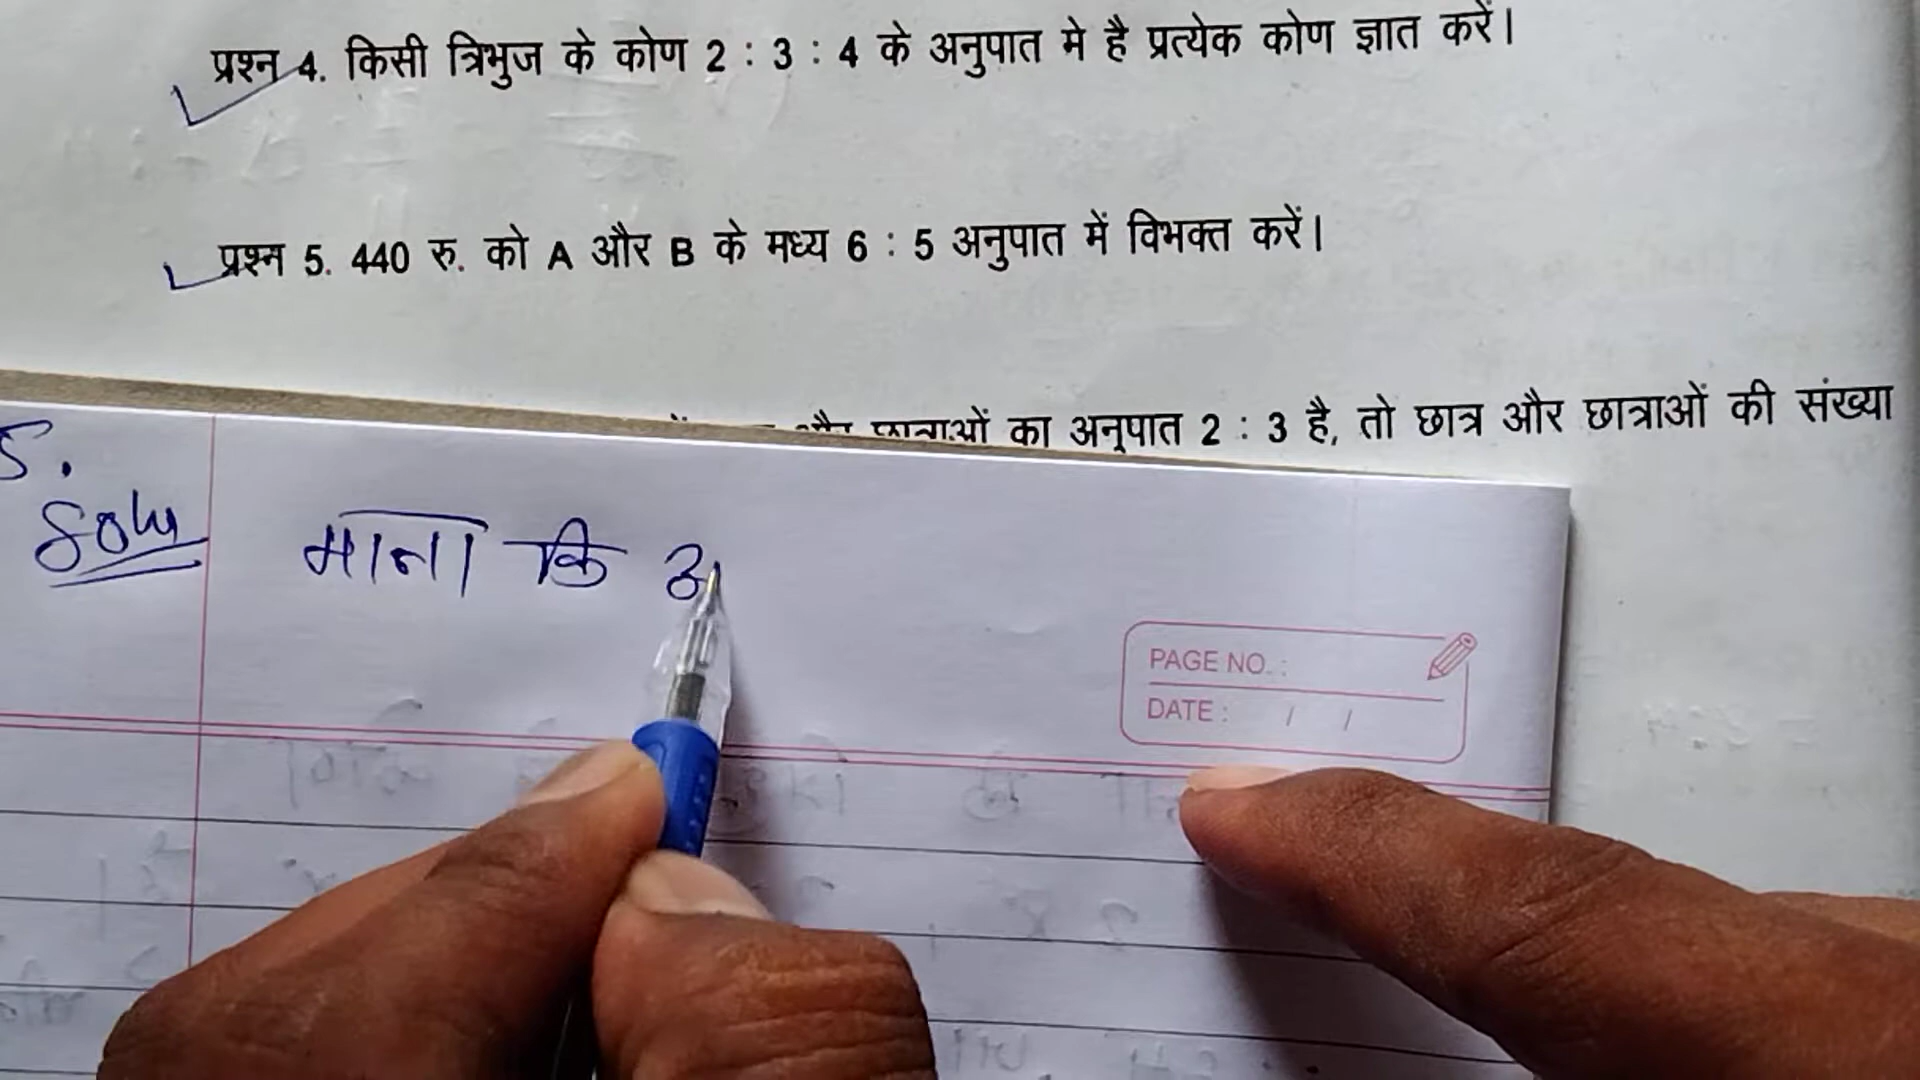 प्रश्न 4. किसी त्रिभुज के कोण 2 : 3 : 4 के अनुपात मे है प्रत्येक कोण ज्ञात करें।
प्रश्न 5. 440 रु. को A और B के मध्य 6 : 5 अनुपात में विभक्त करें।
और छात्राओं का अनुपात 2 : 3 है, तो छात्र और छात्राओं की संख्या
5.
Solu माना कि अ
PAGE NO. :
DATE : / /